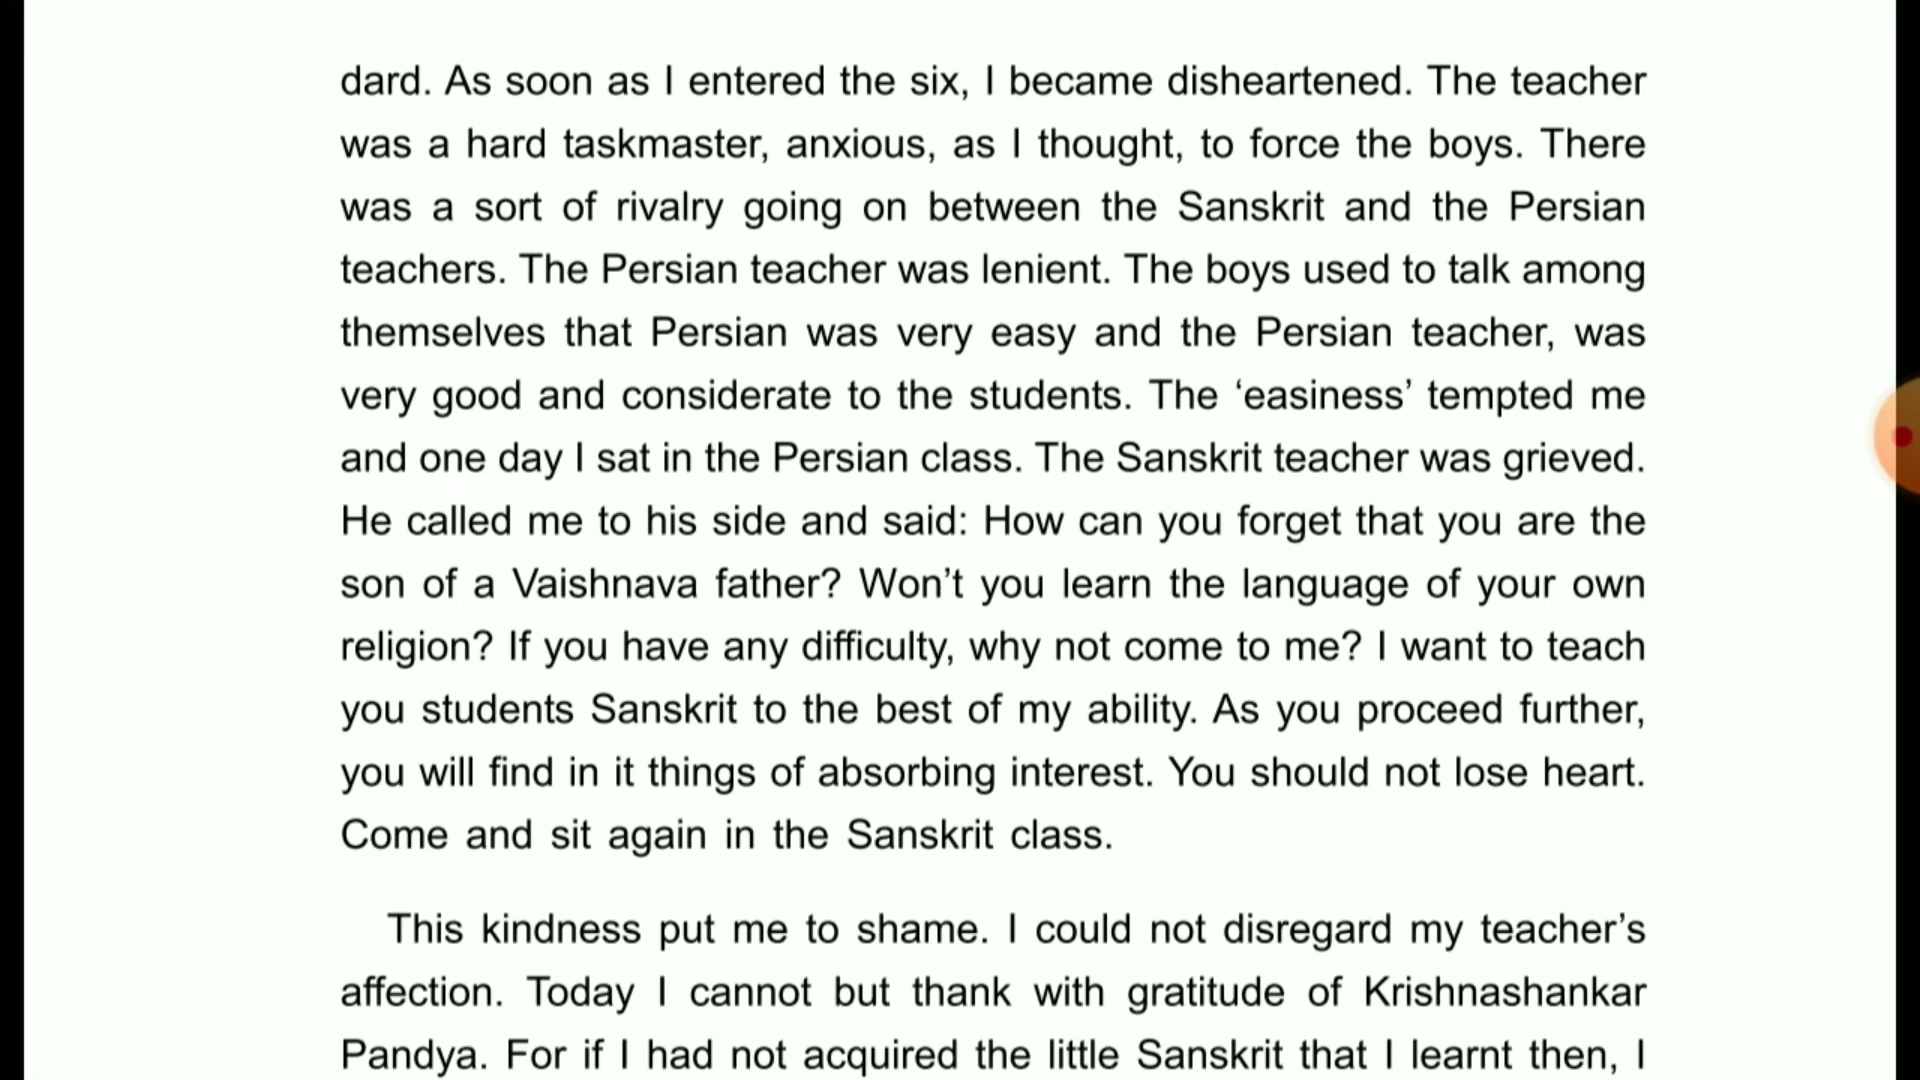 dard. As soon as I entered the six, I became disheartened. The teacher
was a hard taskmaster, anxious, as I thought, to force the boys. There
was a sort of rivalry going on between the Sanskrit and the Persian
teachers. The Persian teacher was lenient. The boys used to talk among
themselves that Persian was very easy and the Persian teacher, was
very good and considerate to the students. The ‘easiness’ tempted me
and one day I sat in the Persian class. The Sanskrit teacher was grieved.
He called me to his side and said: How can you forget that you are the
son of a Vaishnava father? Won’t you learn the language of your own
religion? If you have any difficulty, why not come to me? I want to teach
you students Sanskrit to the best of my ability. As you proceed further,
you will find in it things of absorbing interest. You should not lose heart.
Come and sit again in the Sanskrit class.
This kindness put me to shame. I could not disregard my teacher’s
affection. Today I cannot but thank with gratitude of Krishnashankar
Pandya. For if I had not acquired the little Sanskrit that I learnt then, I